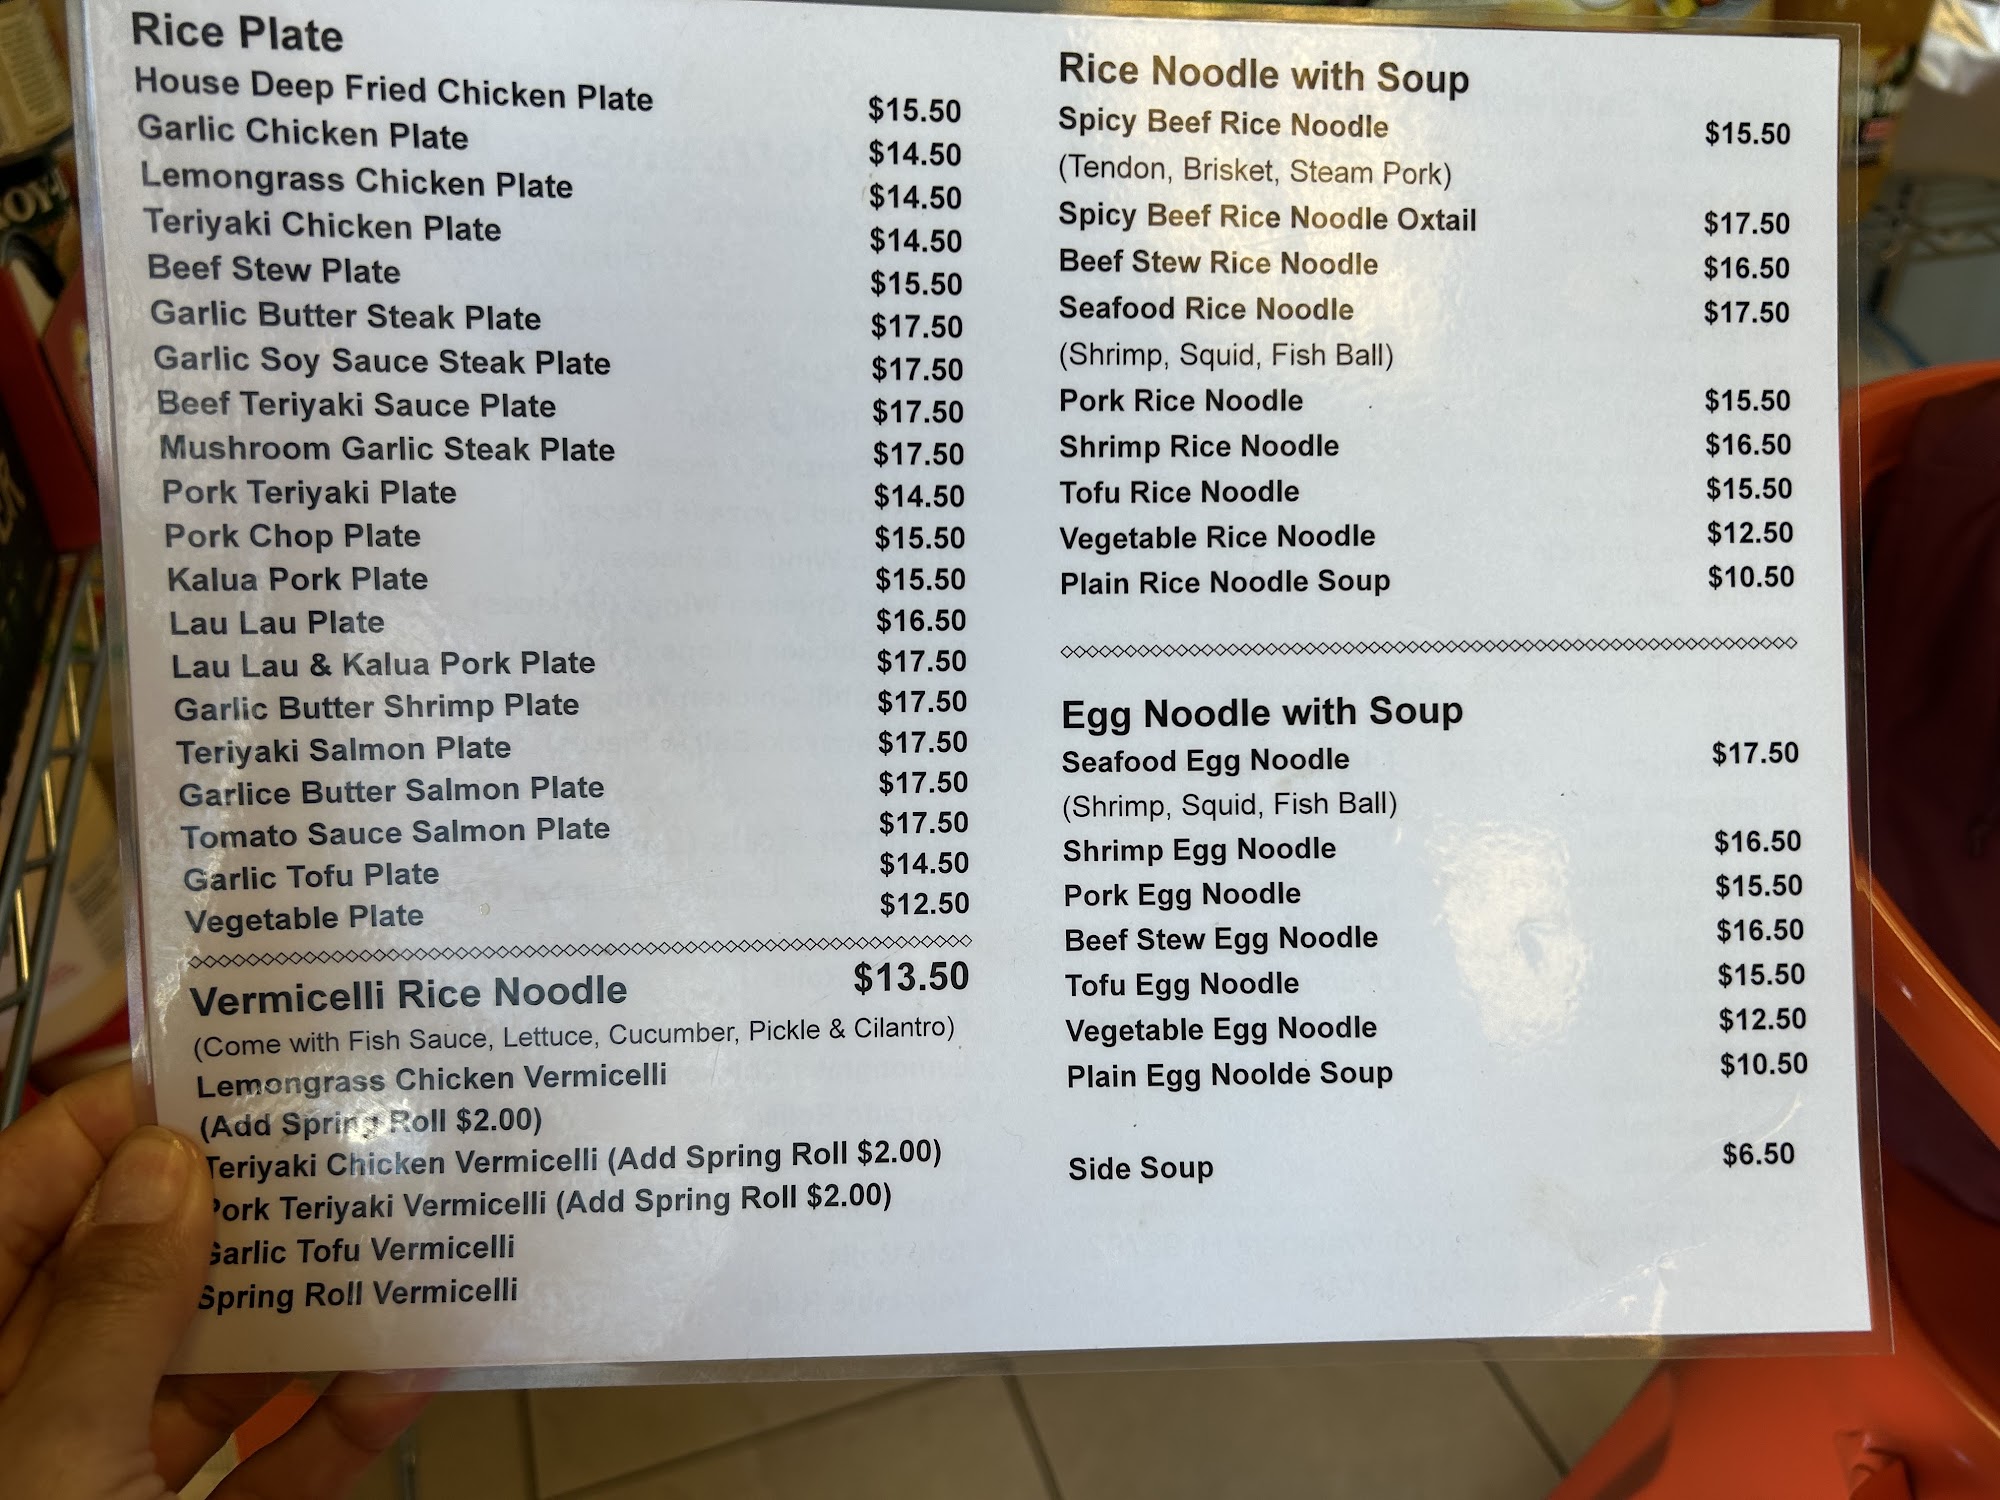 Rice Plate
House Deep Fried Chicken Plate $15.50
Garlic Chicken Plate $14.50
Lemongrass Chicken Plate $14.50
Teriyaki Chicken Plate $14.50
Beef Stew Plate $15.50
Garlic Butter Steak Plate $17.50
Garlic Soy Sauce Steak Plate $17.50
Beef Teriyaki Sauce Plate $17.50
Mushroom Garlic Steak Plate $17.50
Pork Teriyaki Plate $14.50
Pork Chop Plate $15.50
Kalua Pork Plate $15.50
Lau Lau Plate $16.50
Lau Lau & Kalua Pork Plate $17.50
Garlic Butter Shrimp Plate $17.50
Teriyaki Salmon Plate $17.50
Garlice Butter Salmon Plate $17.50
Tomato Sauce Salmon Plate $17.50
Garlic Tofu Plate $14.50
Vegetable Plate $12.50
Vermicelli Rice Noodle $13.50
(Come with Fish Sauce, Lettuce, Cucumber, Pickle & Cilantro)
Lemongrass Chicken Vermicelli
(Add Spring Roll $2.00)
Teriyaki Chicken Vermicelli (Add Spring Roll $2.00)
Pork Teriyaki Vermicelli (Add Spring Roll $2.00)
Garlic Tofu Vermicelli
Spring Roll Vermicelli
Rice Noodle with Soup
Spicy Beef Rice Noodle $15.50
(Tendon, Brisket, Steam Pork)
Spicy Beef Rice Noodle Oxtail $17.50
Beef Stew Rice Noodle $16.50
Seafood Rice Noodle $17.50
(Shrimp, Squid, Fish Ball)
Pork Rice Noodle $15.50
Shrimp Rice Noodle $16.50
Tofu Rice Noodle $15.50
Vegetable Rice Noodle $12.50
Plain Rice Noodle Soup $10.50
Egg Noodle with Soup
Seafood Egg Noodle $17.50
(Shrimp, Squid, Fish Ball)
Shrimp Egg Noodle $16.50
Pork Egg Noodle $15.50
Beef Stew Egg Noodle $16.50
Tofu Egg Noodle $15.50
Vegetable Egg Noodle $12.50
Plain Egg Noolde Soup $10.50
Side Soup $6.50